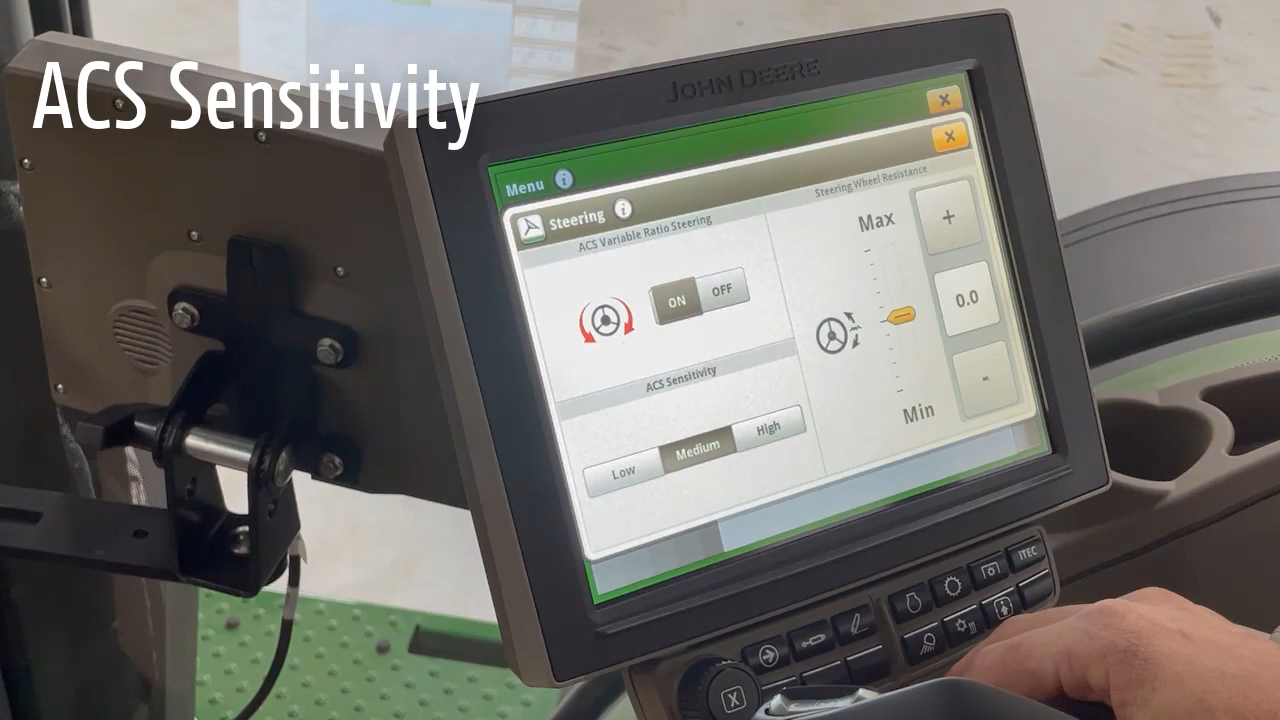 ACS Sensitivity
JOHN DEERE
Menu
Steering
ACS Variable Ratio Steering
ON OFF
ACS Sensitivity
Low Medium High
Steering Wheel Resistance
Max
+
0.0
-
Min
ITEC
X